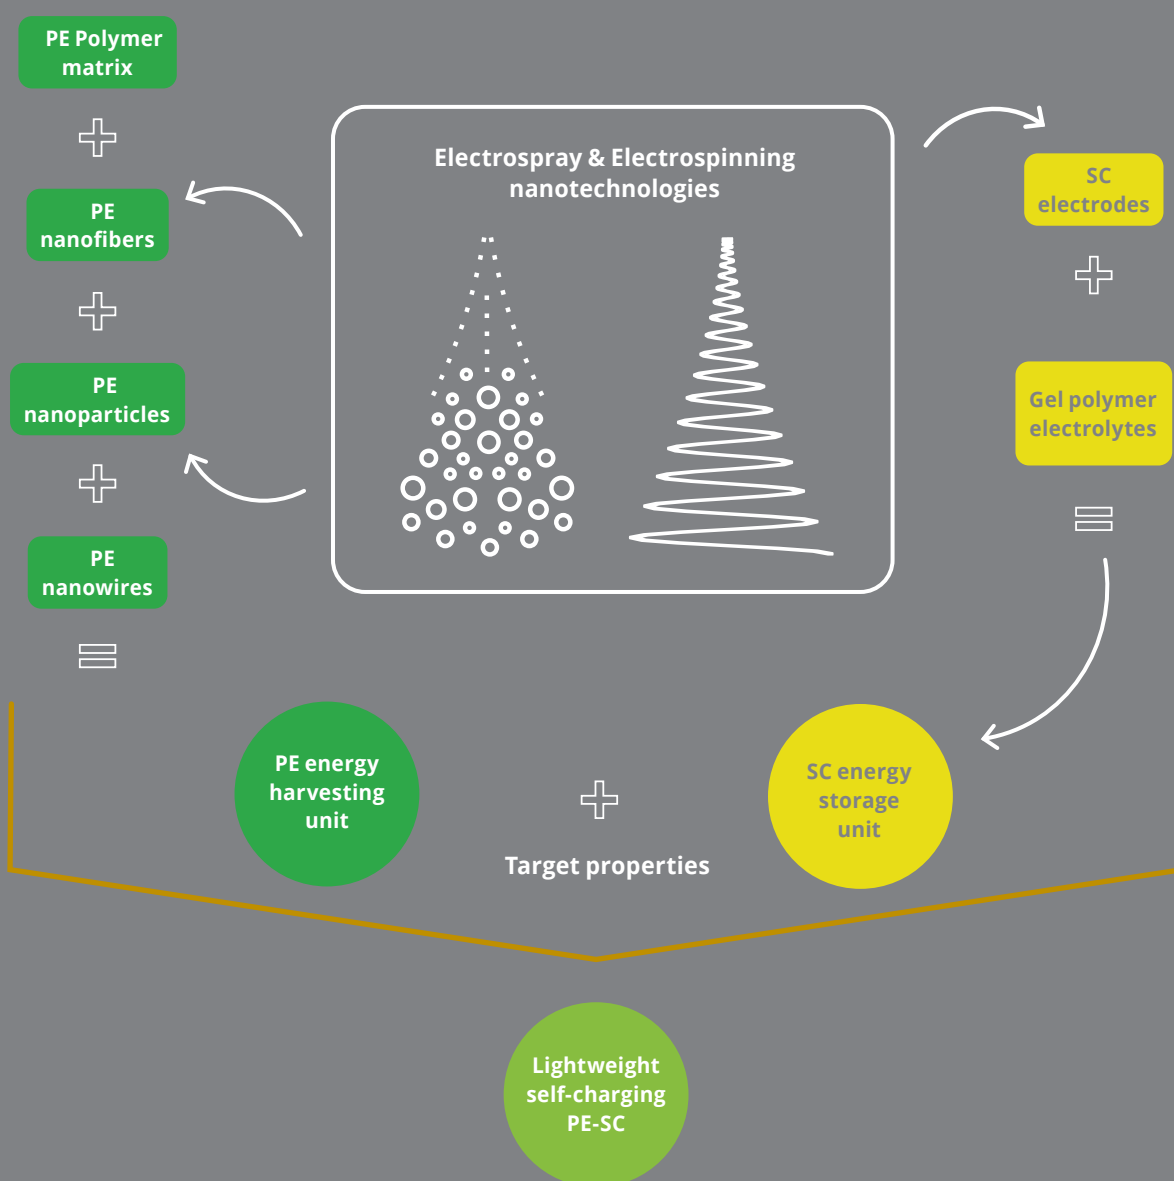 PE Polymer
matrix
PE
nanofibers
PE
nanoparticles
PE
nanowires
Electrospray & Electrospinning
nanotechnologies
SC
electrodes
Gel polymer
electrolytes
PE energy
harvesting
unit
Target properties
SC energy
storage
unit
Lightweight
self-charging
PE-SC